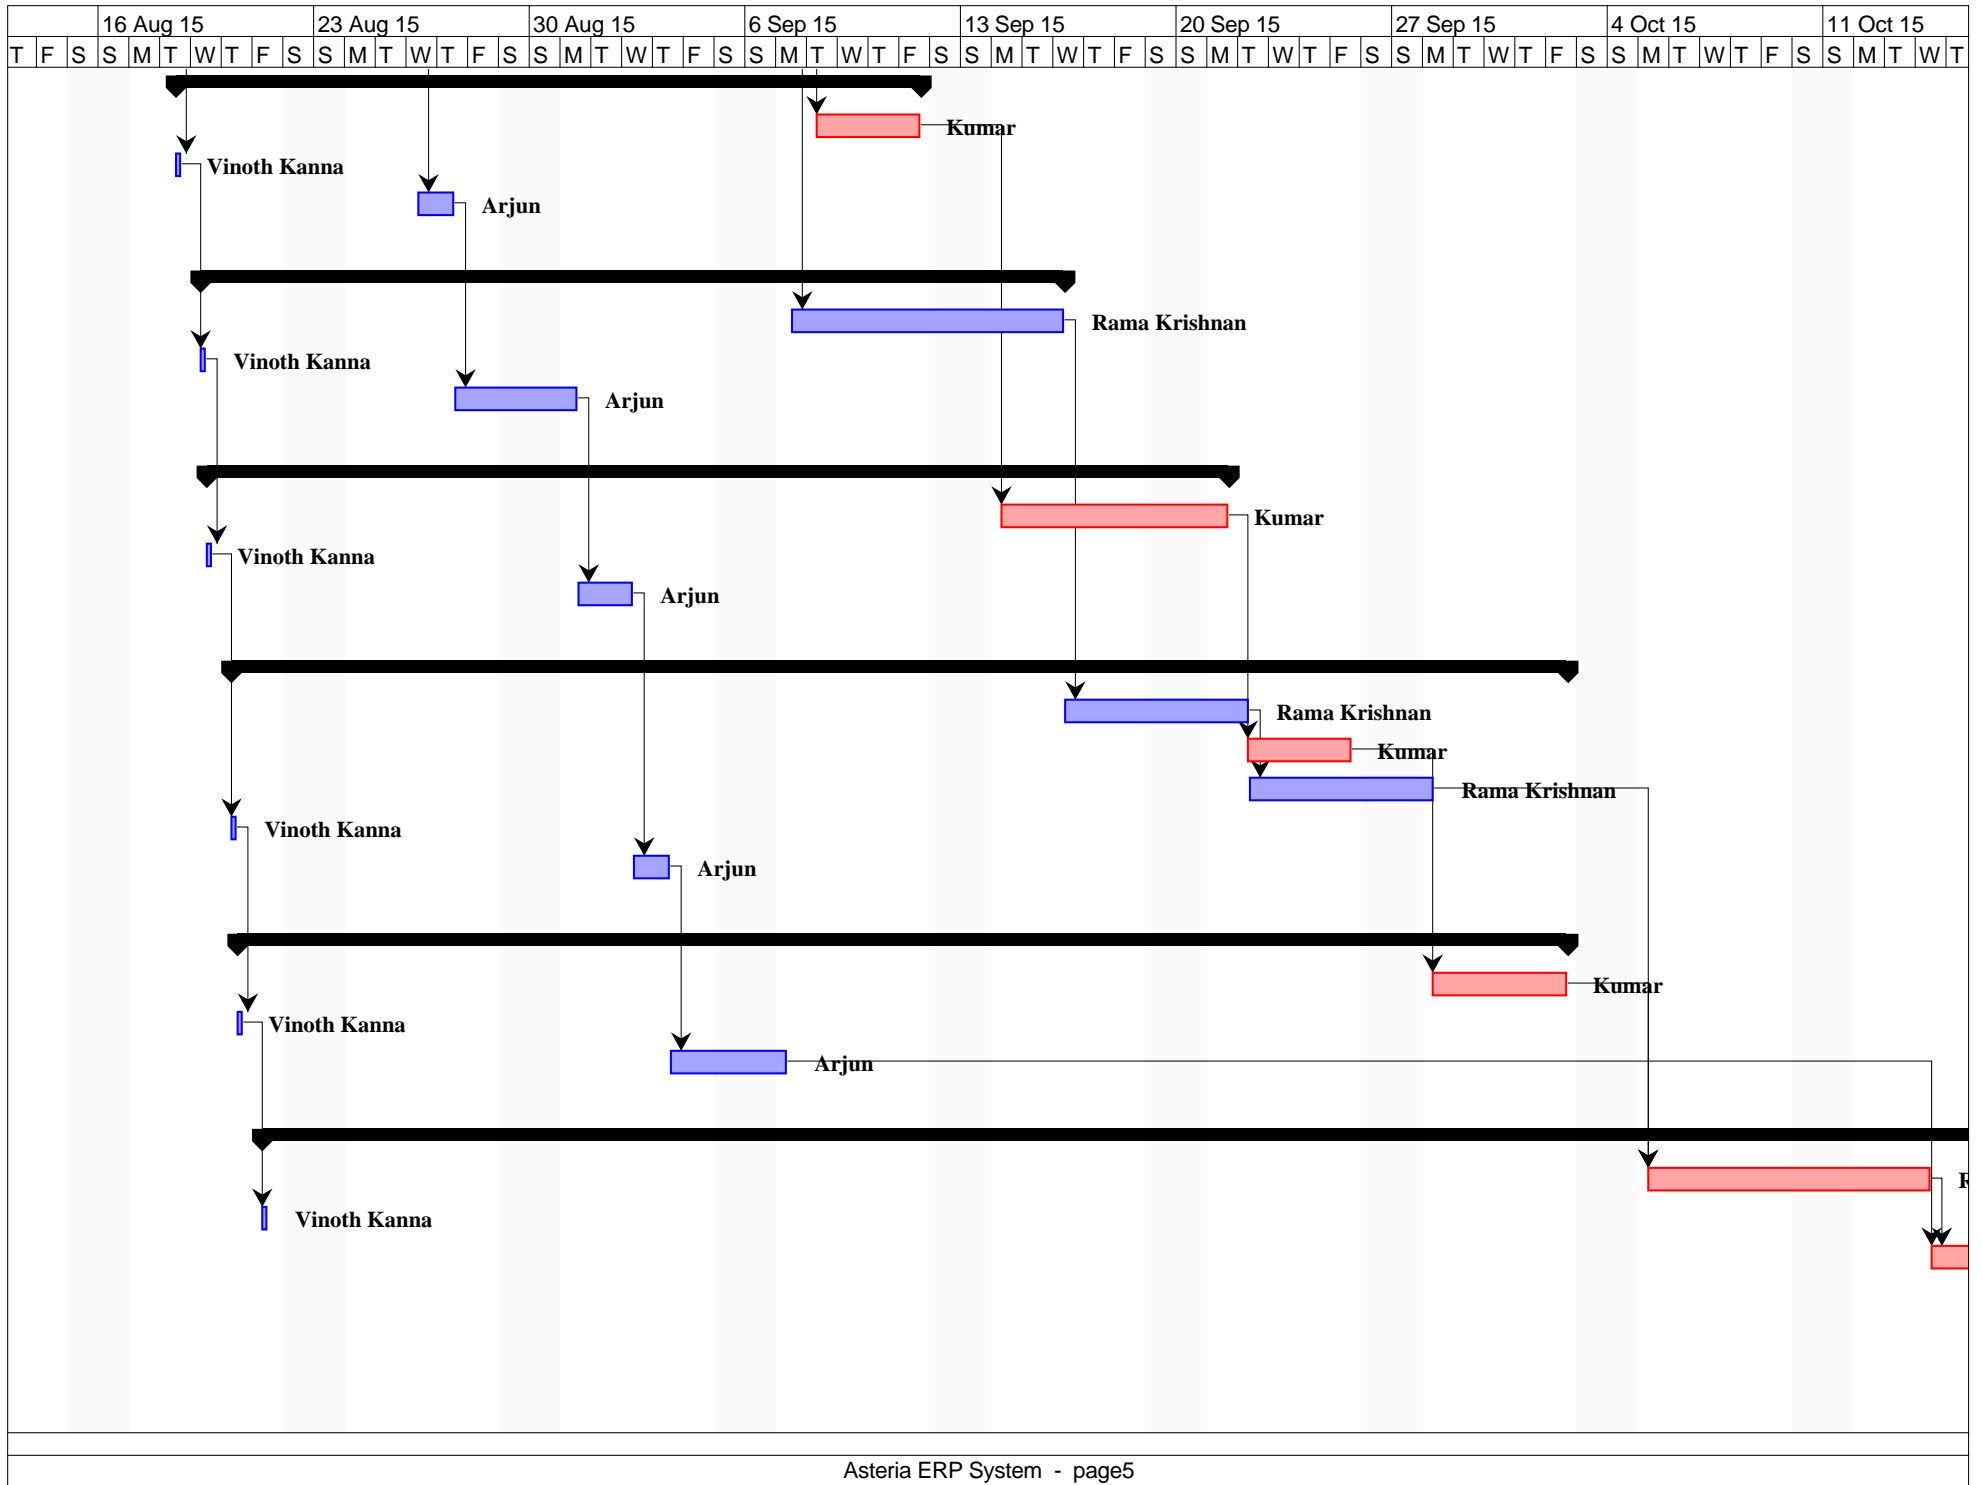 16 Aug 15 23 Aug 15 30 Aug 15 6 Sep 15 13 Sep 15 20 Sep 15 27 Sep 15 4 Oct 15 11 Oct 15
T F S S M T W T F S S M T W T F S S M T W T F S S M T W T F S S M T W T F S S M T W T F S S M T W T F S S M T W T F S S M T W T
Kumar
Vinoth Kanna
Arjun
Rama Krishnan
Vinoth Kanna
Arjun
Kumar
Vinoth Kanna
Arjun
Rama Krishnan
Kumar
Rama Krishnan
Vinoth Kanna
Arjun
Kumar
Vinoth Kanna
Arjun
Vinoth Kanna
Asteria ERP System - page5